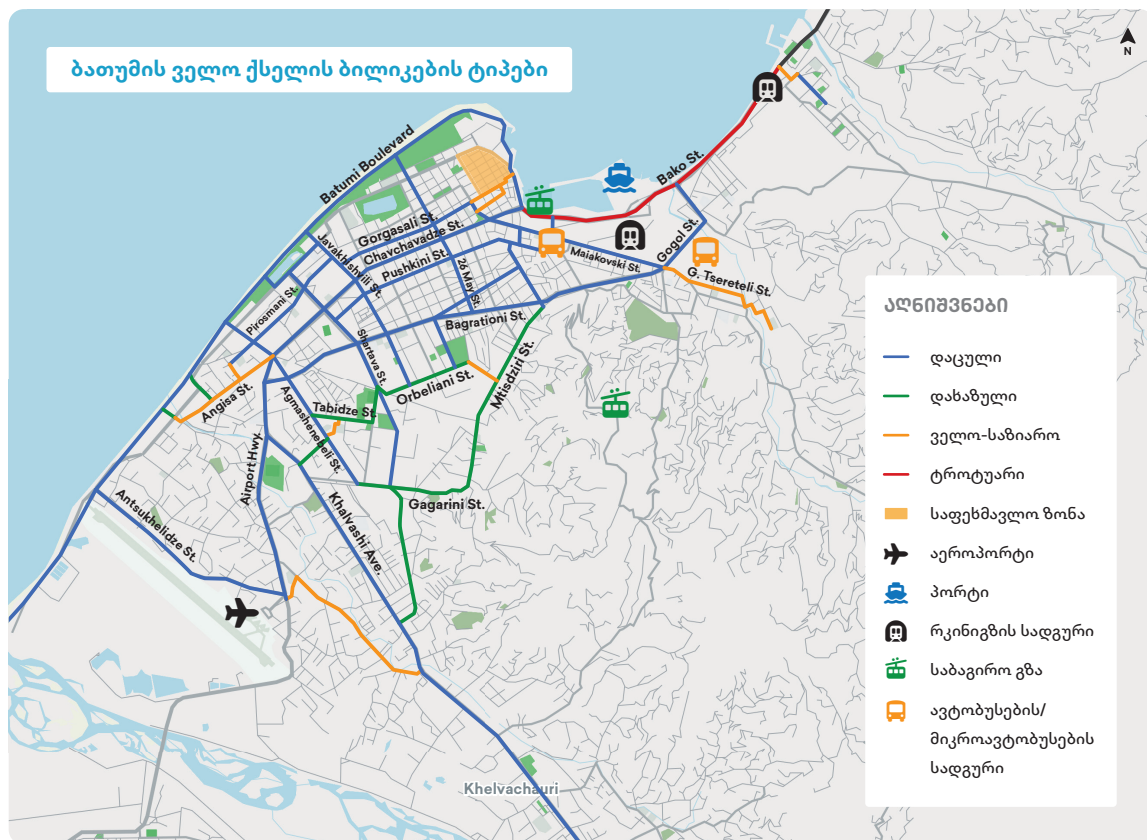 ბათუმის ველო ქსელის ბილიკების ტიპები
N
Batumi Boulevard
Bako St.
Gorgasali St.
Chavchavadze St.
Javakhishvili St.
Pushkini St.
26 May St.
Maiakovski St.
Gogol St.
G. Tsereteli St.
Pirosmani St.
Bagrationi St.
Shartava St.
Mtisdziri St.
Orbeliani St.
Angisa St.
Tabidze St.
Agmashenebeli St.
Airport Hwy.
Gagarini St.
Antsukhelidze St.
Khalvashi Ave.
Khelvachauri
აღნიშვნები
დაცული
დახაზული
ველო-საზიარო
ტროტუარი
საფეხმავლო ზონა
აეროპორტი
პორტი
რკინიგზის სადგური
საბაგირო გზა
ავტობუსების/
მიკროავტობუსების
სადგური